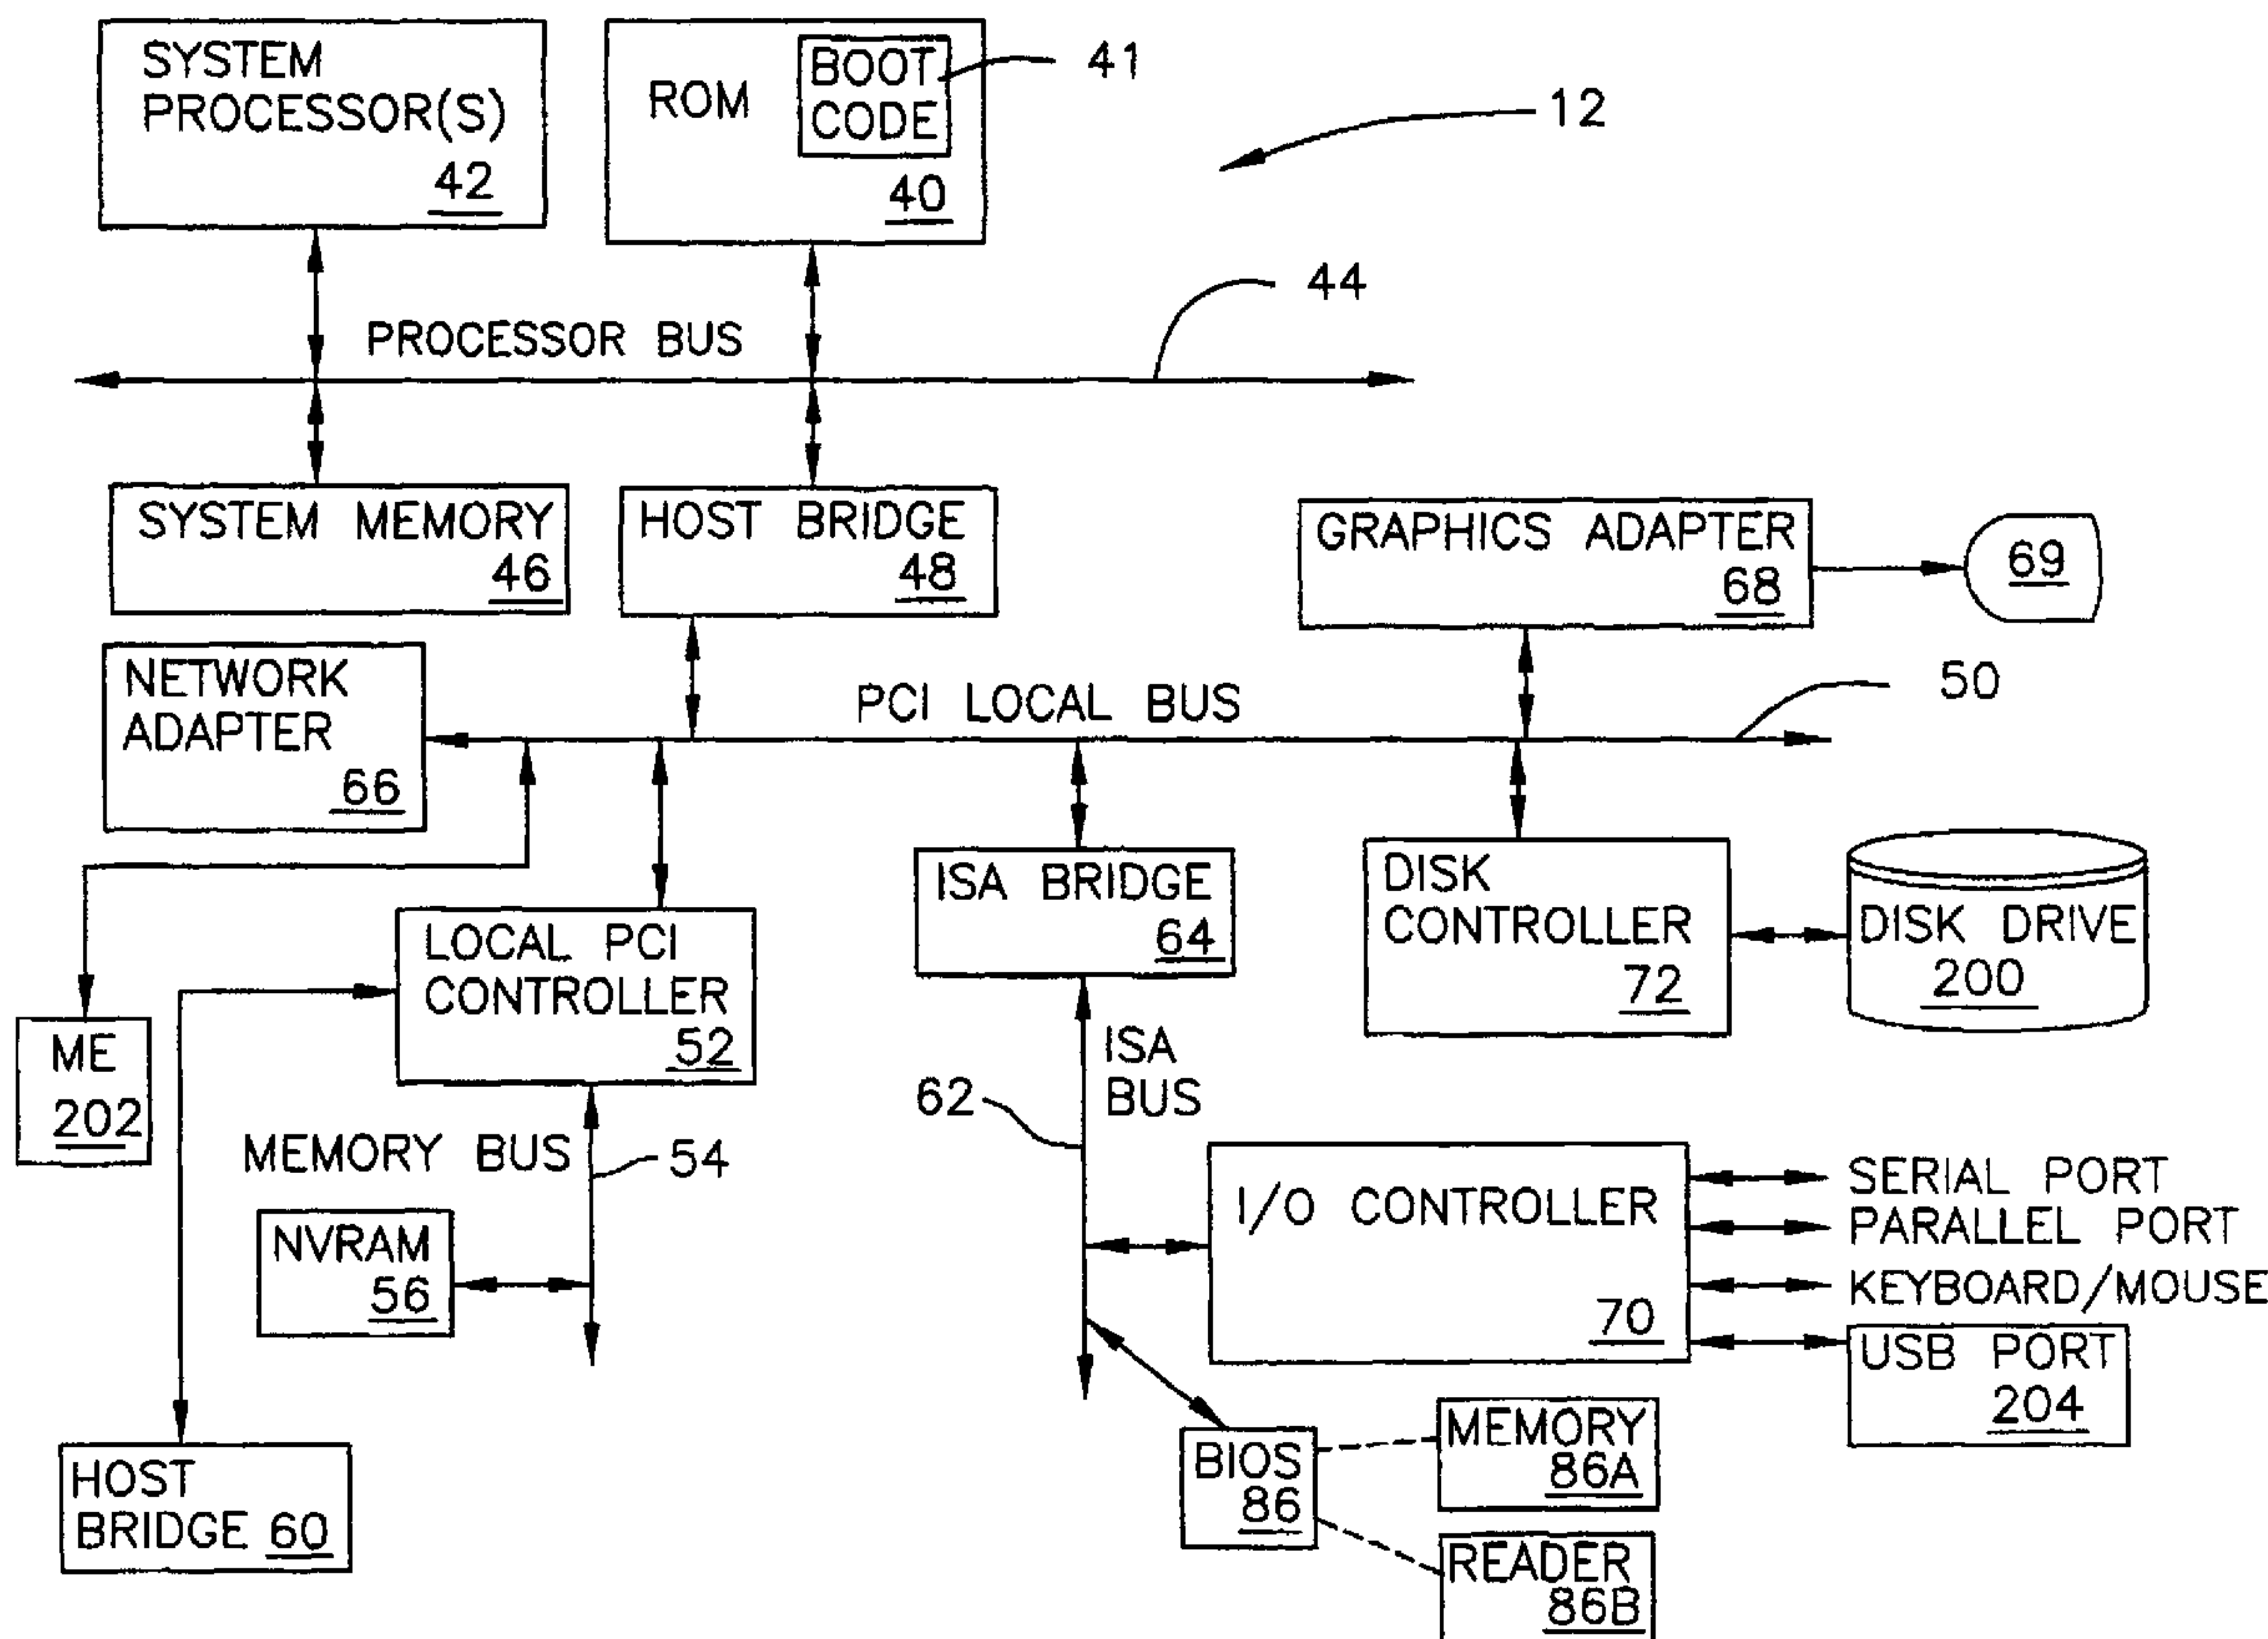 SYSTEM
PROCESSOR(S)
42
ROM
BOOT
CODE
40
41
12
44
PROCESSOR BUS
SYSTEM MEMORY
46
HOST BRIDGE
48
GRAPHICS ADAPTER
68
69
NETWORK
ADAPTER
66
PCI LOCAL BUS
50
ISA BRIDGE
64
DISK
CONTROLLER
72
DISK DRIVE
200
LOCAL PCI
CONTROLLER
52
ME
202
ISA
BUS
62
MEMORY BUS
54
NVRAM
56
I/O CONTROLLER
70
SERIAL PORT
PARALLEL PORT
KEYBOARD/MOUSE
USB PORT
204
HOST
BRIDGE 60
BIOS
86
MEMORY
86A
READER
86B